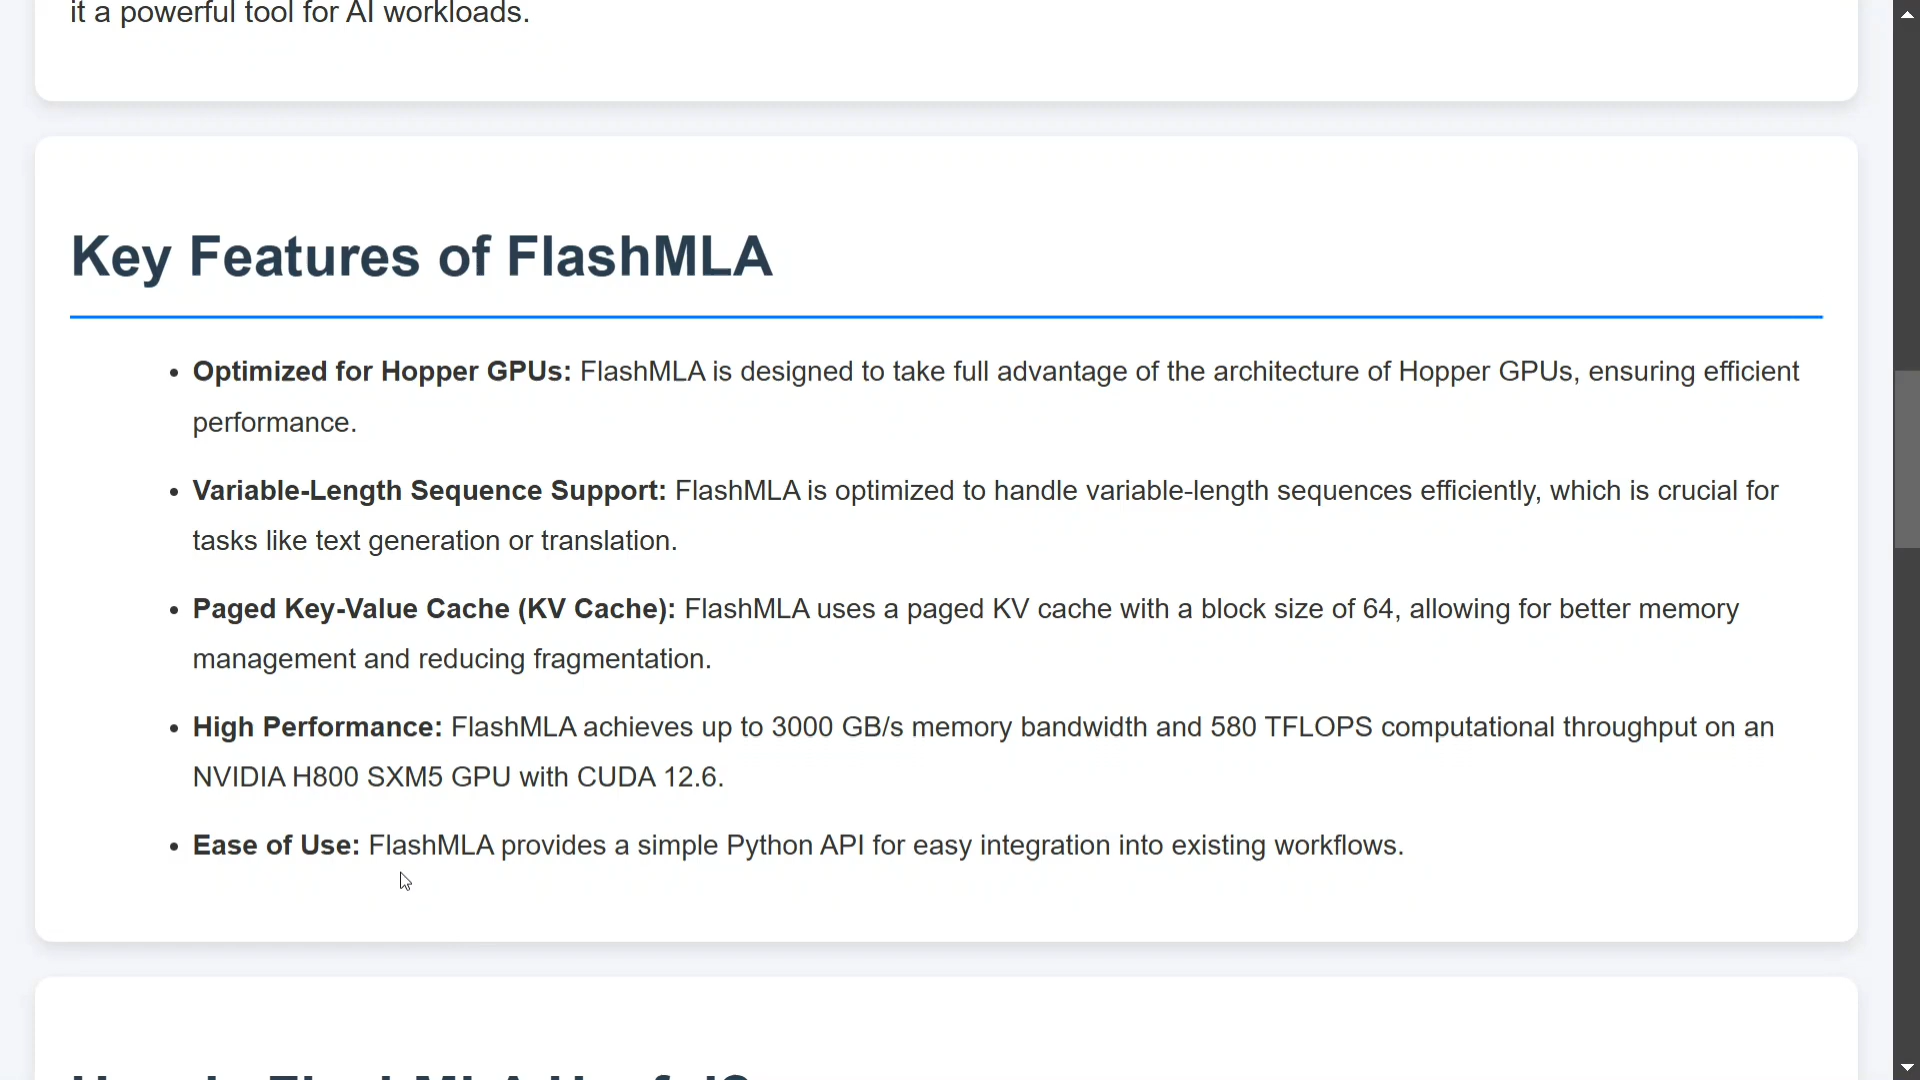 it a powerful tool for AI workloads.
Key Features of FlashMLA
• Optimized for Hopper GPUs: FlashMLA is designed to take full advantage of the architecture of Hopper GPUs, ensuring efficient
performance.
• Variable-Length Sequence Support: FlashMLA is optimized to handle variable-length sequences efficiently, which is crucial for
tasks like text generation or translation.
• Paged Key-Value Cache (KV Cache): FlashMLA uses a paged KV cache with a block size of 64, allowing for better memory
management and reducing fragmentation.
• High Performance: FlashMLA achieves up to 3000 GB/s memory bandwidth and 580 TFLOPS computational throughput on an
NVIDIA H800 SXM5 GPU with CUDA 12.6.
• Ease of Use: FlashMLA provides a simple Python API for easy integration into existing workflows.